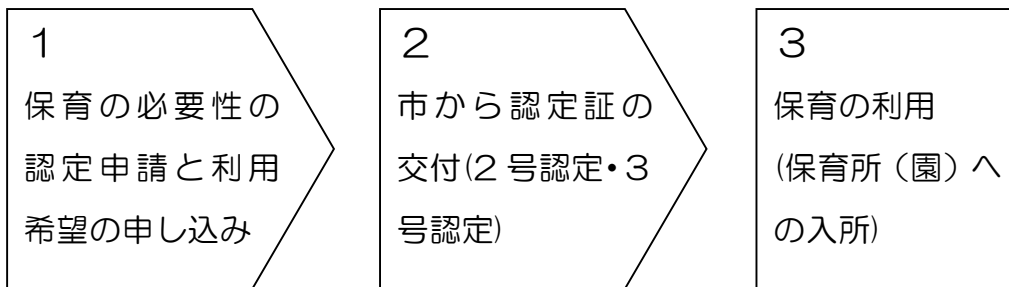 1
保育の必要性の
認定申請と利用
希望の申し込み
2
市から認定証の
交付(2号認定・3
号認定)
3
保育の利用
(保育所（園）へ
の入所)